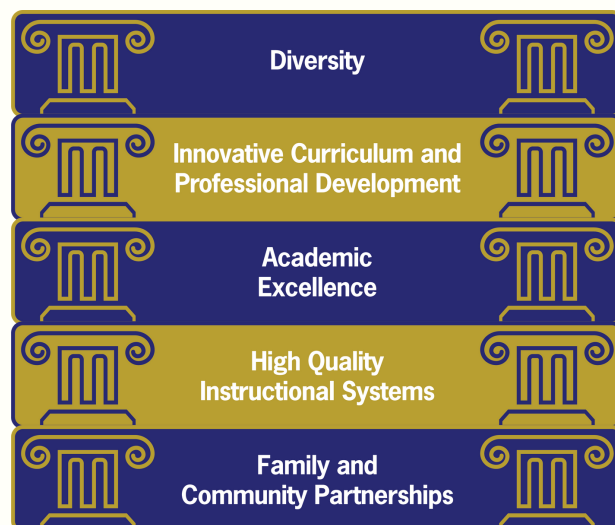 Diversity
Innovative Curriculum and
Professional Development
Academic
Excellence
High Quality
Instructional Systems
Family and
Community Partnerships